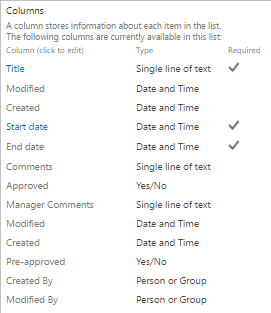 Columns
A column stores information about each item in the list.
The following columns are currently available in this list:
Column (click to edit) Type Required
Title Single line of text
Modified Date and Time
Created Date and Time
Start date Date and Time
End date Date and Time
Comments Single line of text
Approved Yes/No
Manager Comments Single line of text
Modified Date and Time
Created Date and Time
Pre-approved Yes/No
Created By Person or Group
Modified By Person or Group